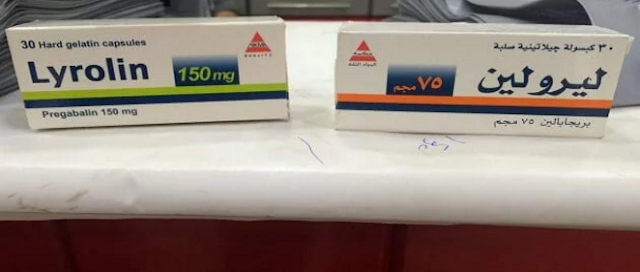 30 Hard gelatin capsules
Lyrolin
150 mg
Pregabalin 150 mg
٣٠ كبسولة جيلاتينية صلبة
ليرولين
٧٥ مجم
بريجابالين ٧٥ مجم